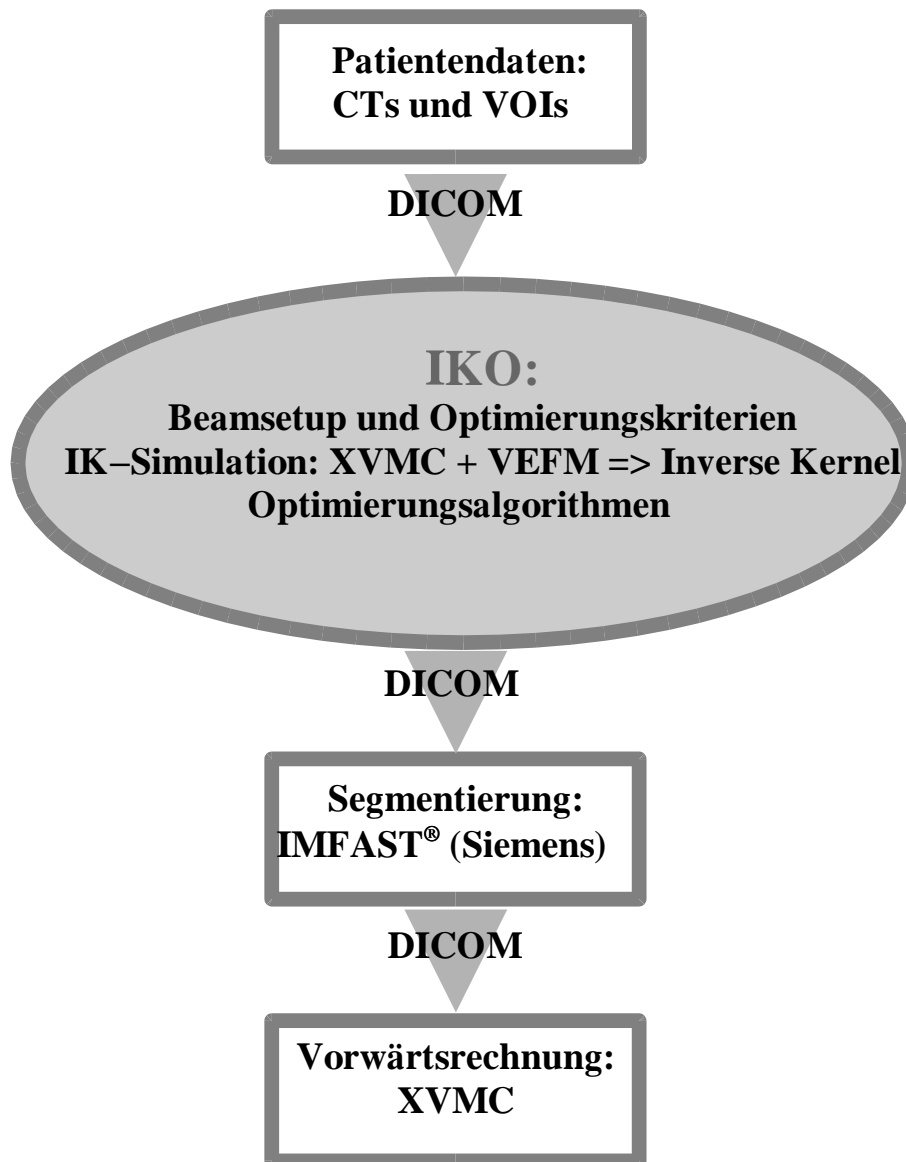 Patientendaten:
CTs und VOIs
DICOM
IKO:
Beamsetup und Optimierungskriterien
IK−Simulation: XVMC + VEFM => Inverse Kernel
Optimierungsalgorithmen
DICOM
Segmentierung:
IMFAST® (Siemens)
DICOM
Vorwärtsrechnung:
XVMC